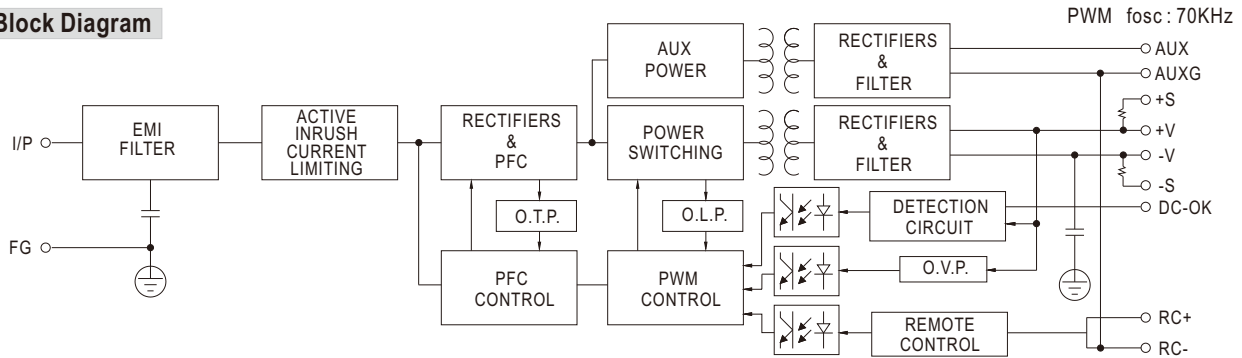 Block Diagram
PWM fosc : 70KHz
I/P
EMI
FILTER
FG
ACTIVE
INRUSH
CURRENT
LIMITING
RECTIFIERS
&
PFC
O.T.P.
PFC
CONTROL
AUX
POWER
POWER
SWITCHING
O.L.P.
PWM
CONTROL
RECTIFIERS
&
FILTER
RECTIFIERS
&
FILTER
DETECTION
CIRCUIT
O.V.P.
REMOTE
CONTROL
AUX
AUXG
+S
+V
-V
-S
DC-OK
RC+
RC-